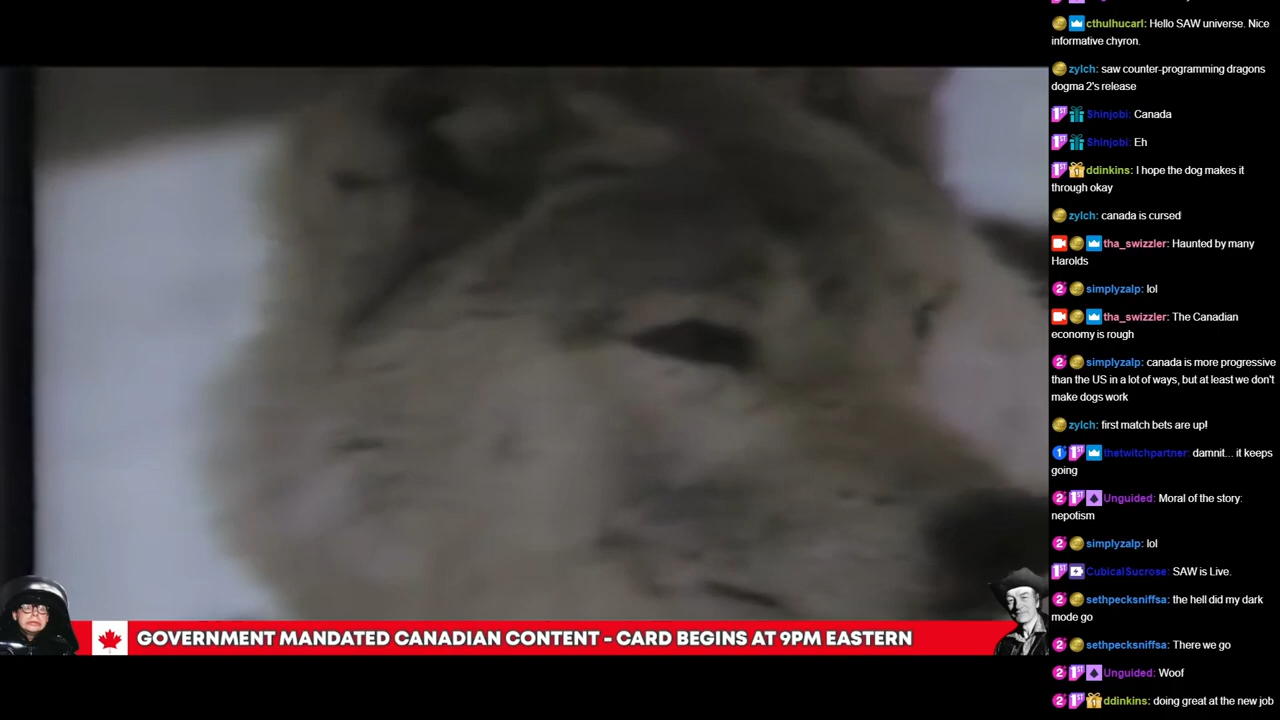 cthulhucarl: Hello SAW universe. Nice
informative chyron.
zylch: saw counter-programming dragons
dogma 2's release
Shinjobi: Canada
Shinjobi: Eh
ddinkins: I hope the dog makes it
through okay
zylch: canada is cursed
tha_swizzler: Haunted by many
Harolds
simplyzalp: lol
tha_swizzler: The Canadian
economy is rough
simplyzalp: canada is more progressive
than the US in a lot of ways, but at least we don't
make dogs work
zylch: first match bets are up!
thetwitchpartner: damnit... it keeps
going
Unguided: Moral of the story:
nepotism
simplyzalp: lol
CubicalSucrose: SAW is Live.
sethpecksniffsa: the hell did my dark
mode go
sethpecksniffsa: There we go
Unguided: Woof
ddinkins: doing great at the new job
GOVERNMENT MANDATED CANADIAN CONTENT - CARD BEGINS AT 9PM EASTERN